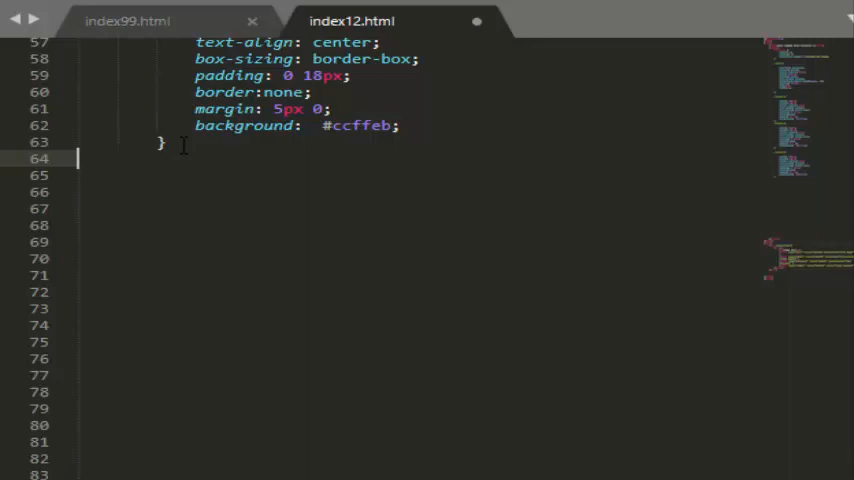 index99.html
index12.html
57 text-align: center;
58 box-sizing: border-box;
59 padding: 0 18px;
60 border:none;
61 margin: 5px 0;
62 background:  #ccffeb;
63 }
64
65
66
67
68
69
70
71
72
73
74
75
76
77
78
79
80
81
82
83